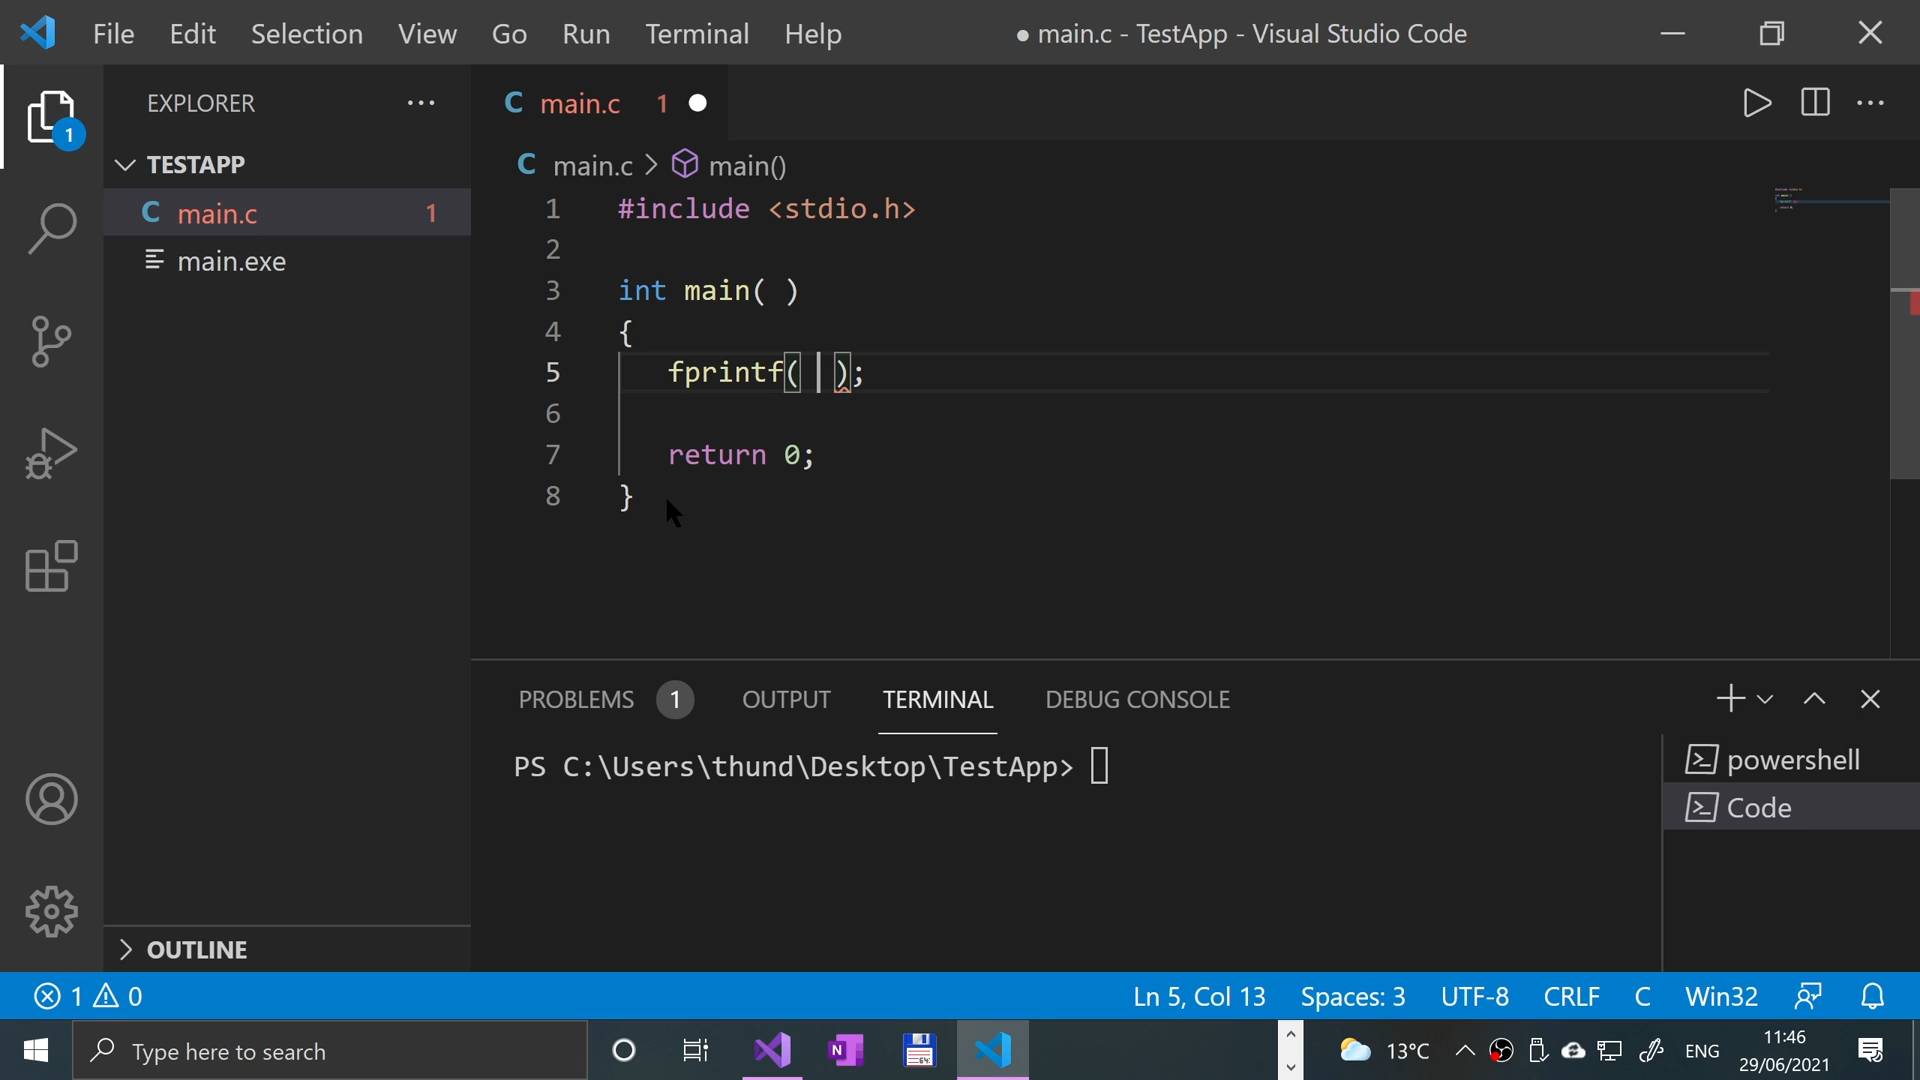 File Edit Selection View Go Run Terminal Help ● main.c - TestApp - Visual Studio Code
EXPLORER
C main.c 1
1
TESTAPP
C main.c > main()
C main.c 1
main.exe
1 #include <stdio.h>
2
3 int main( )
4 {
5 fprintf( );
6
7 return 0;
8 }
PROBLEMS 1 OUTPUT TERMINAL DEBUG CONSOLE
PS C:\Users\thund\Desktop\TestApp>
powershell
Code
OUTLINE
1 0 Ln 5, Col 13 Spaces: 3 UTF-8 CRLF C Win32
Type here to search N 64 13°C ENG 11:46
29/06/2021